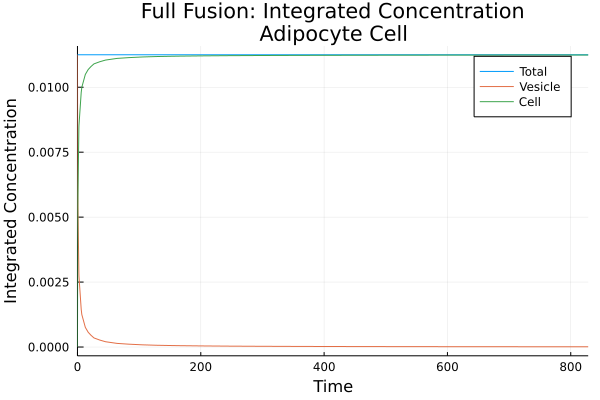 Full Fusion: Integrated Concentration
Adipocyte Cell
Integrated Concentration
0.0100
0.0075
0.0050
0.0025
0.0000
Total
Vesicle
Cell
0 200 400 600 800
Time